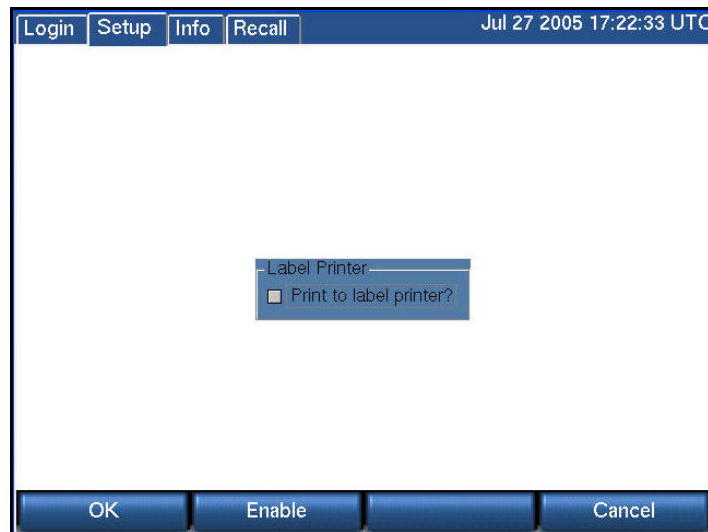 Login Setup Info Recall Jul 27 2005 17:22:33 UTC
Label Printer
Print to label printer?
OK Enable Cancel